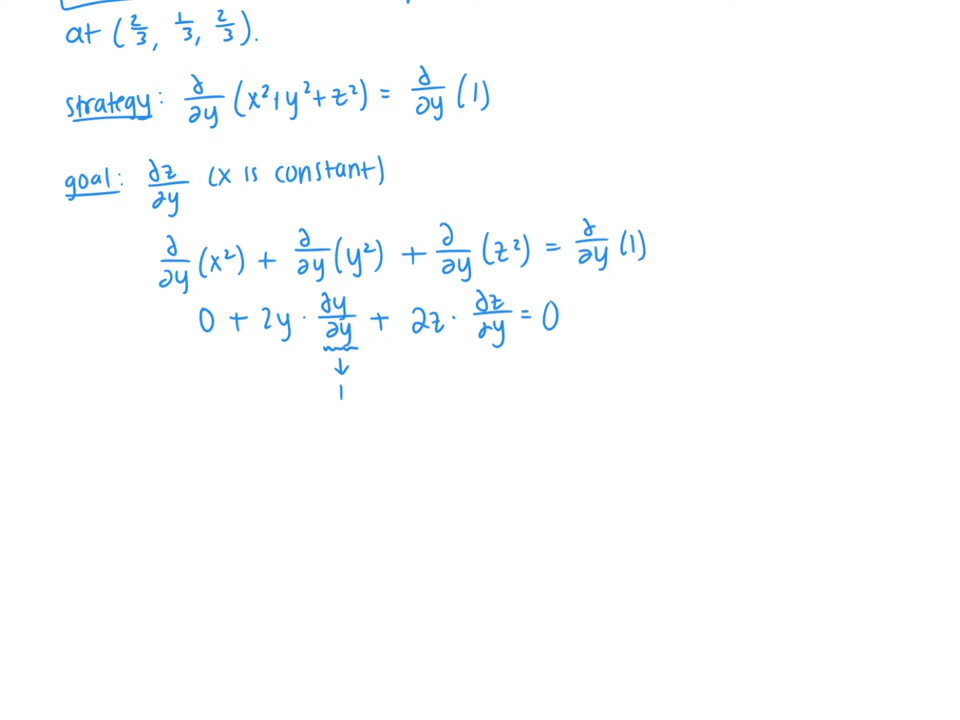 at (2/3, 1/3, 2/3).
strategy: ∂/∂y (x²+y²+z²) = ∂/∂y (1)
goal: ∂z/∂y (x is constant)
∂/∂y (x²) + ∂/∂y (y²) + ∂/∂y (z²) = ∂/∂y (1)
0 + 2y · ∂y/∂y + 2z · ∂z/∂y = 0
↓
1